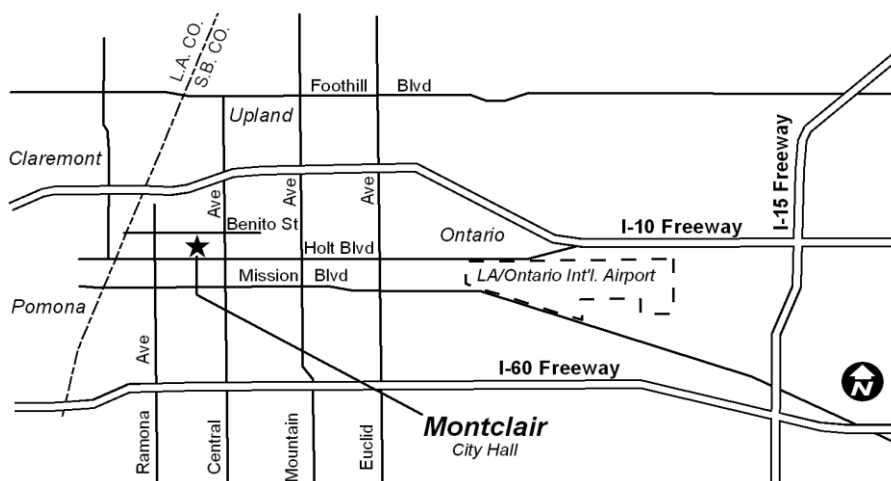 L.A. CO.
S.B. CO.
Foothill Blvd
Upland
Claremont
I-15 Freeway
Ave
Ave
Ave
Benito St
I-10 Freeway
Ontario
Holt Blvd
Mission Blvd
LA/Ontario Int'l. Airport
Pomona
Ave
I-60 Freeway
N
Montclair
City Hall
Ramona
Central
Mountain
Euclid